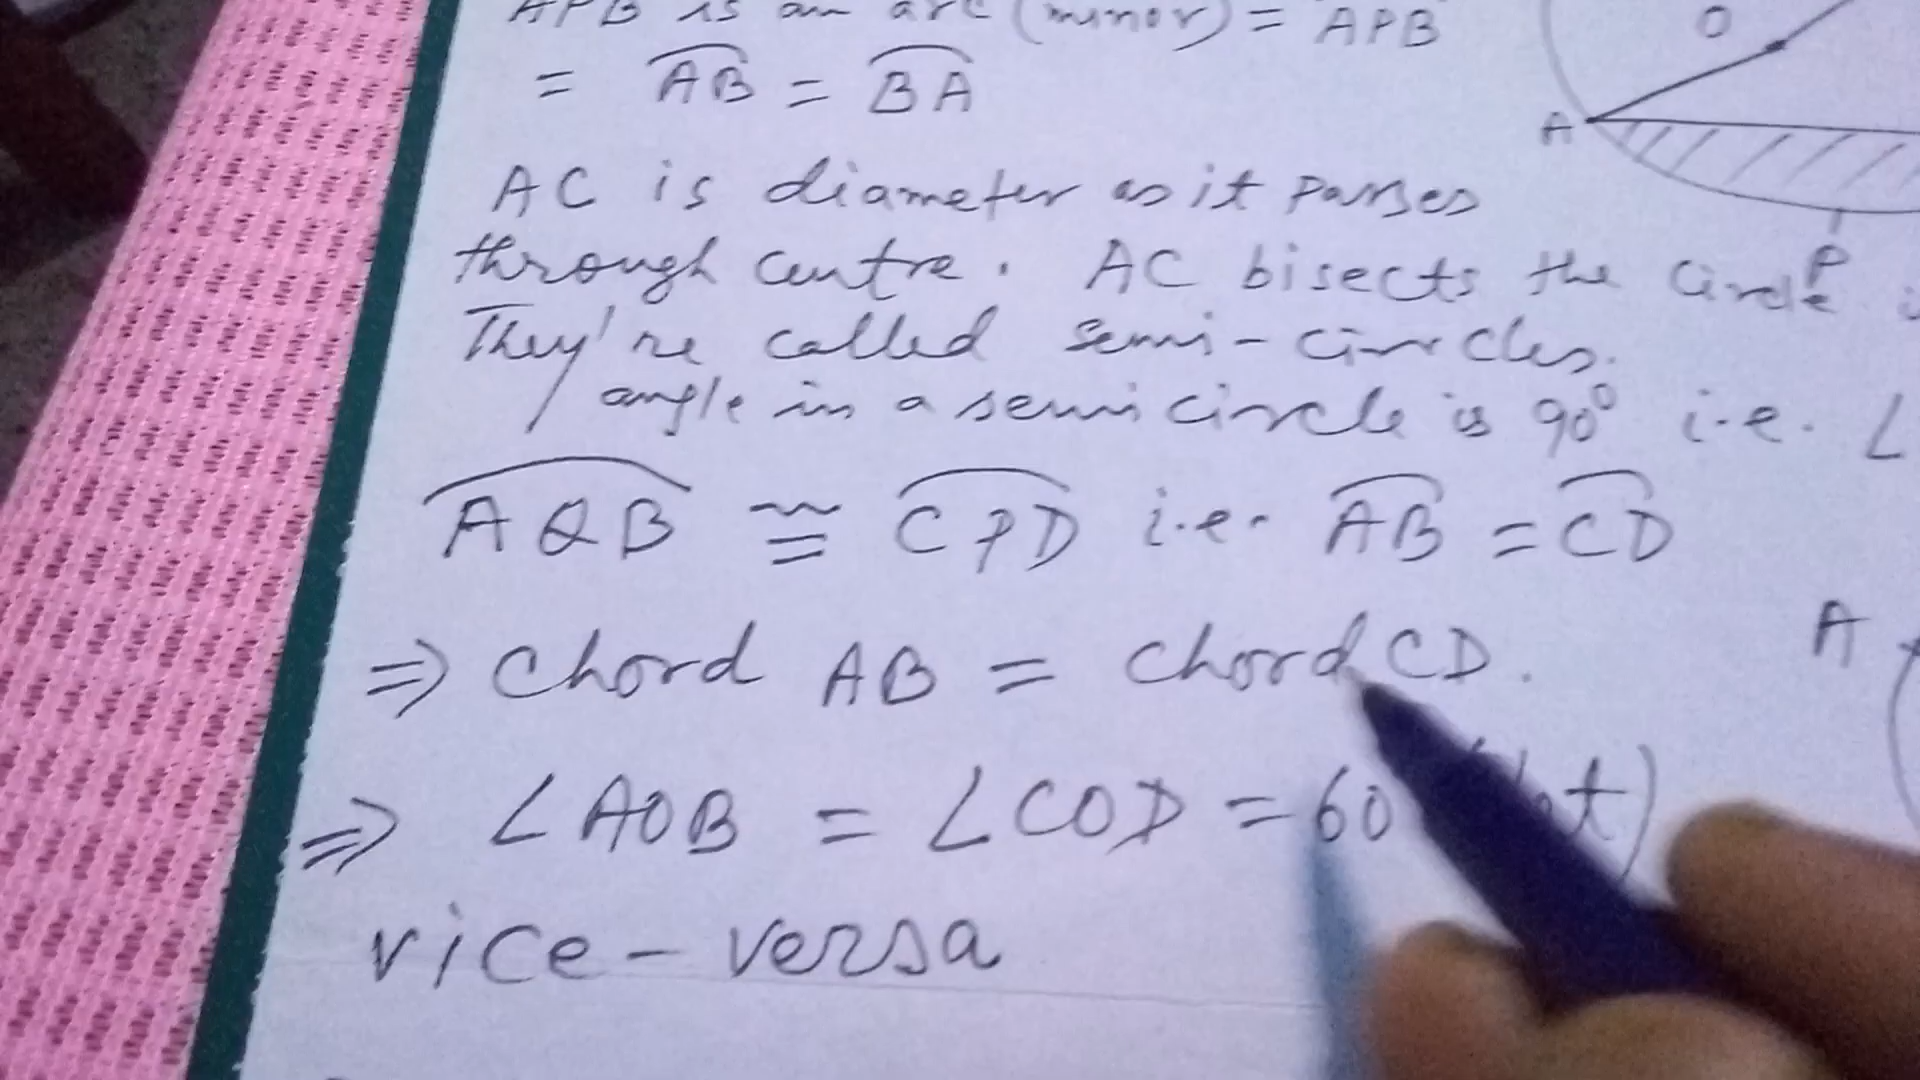 APB is an arc (minor) = APB
= AB = BA
AC is diameter as it passes
through centre. AC bisects the circle
They're called semi-circles.
angle in a semicircle is 90° i.e. ∠
AQB ≅ CPD i.e. AB = CD
⇒ chord AB = chord CD.
⇒ ∠AOB = ∠COD = 60
vice-versa
O
A
P
A